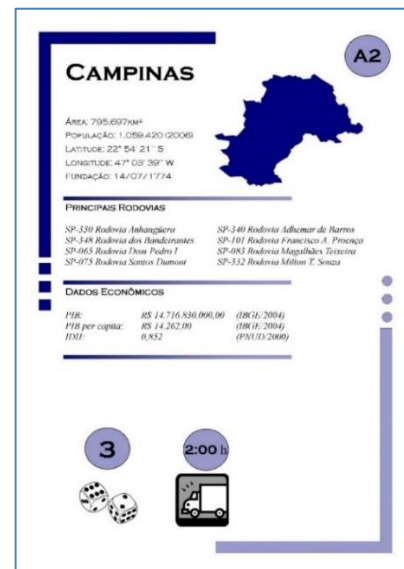 CAMPINAS
A2
ÁREA: 795.697KM²
POPULAÇÃO: 1.059.420 (2006)
LATITUDE: 22° 54' 21'' S
LONGITUDE: 47° 03' 39'' W
FUNDAÇÃO: 14/07/1774
PRINCIPAIS RODOVIAS
SP-330 Rodovia Anhangüera
SP-348 Rodovia dos Bandeirantes
SP-065 Rodovia Dom Pedro I
SP-075 Rodovia Santos Dumont
SP-340 Rodovia Adhemar de Barros
SP-101 Rodovia Francisco A. Proença
SP-083 Rodovia Magalhães Teixeira
SP-332 Rodovia Milton T. Souza
DADOS ECONÔMICOS
PIB: R$ 14.716.830.000,00 (IBGE/2004)
PIB per capita: R$ 14.262,00 (IBGE/2004)
IDH: 0,852 (PNUD/2000)
3
2:00 h